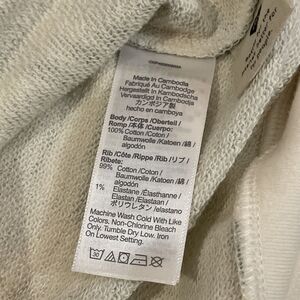 Made in Cambodia
Fabriqué Au Cambodge
Hergestellt in Kambodscha
Vervaardigd in Cambodja
カンボジア製
hecho en camboya
Body /Corps /Oberteil /
Romp /本体 / Cuerpo:
100% Cotton /Coton /
Baumwolle /Katoen /綿 /
algodón
Rib /Côte /Rippe /Rib /リブ /
Ribete:
99% Cotton /Coton /
Baumwolle /Katoen /綿 /
algodón
1% Elastane /Élasthanne /
Elastan /Elastaan /
ポリウレタン /elastano
Machine Wash Cold With Like
Colors. Non-Chlorine Bleach
Only. Tumble Dry Low. Iron
On Lowest Setting.
30